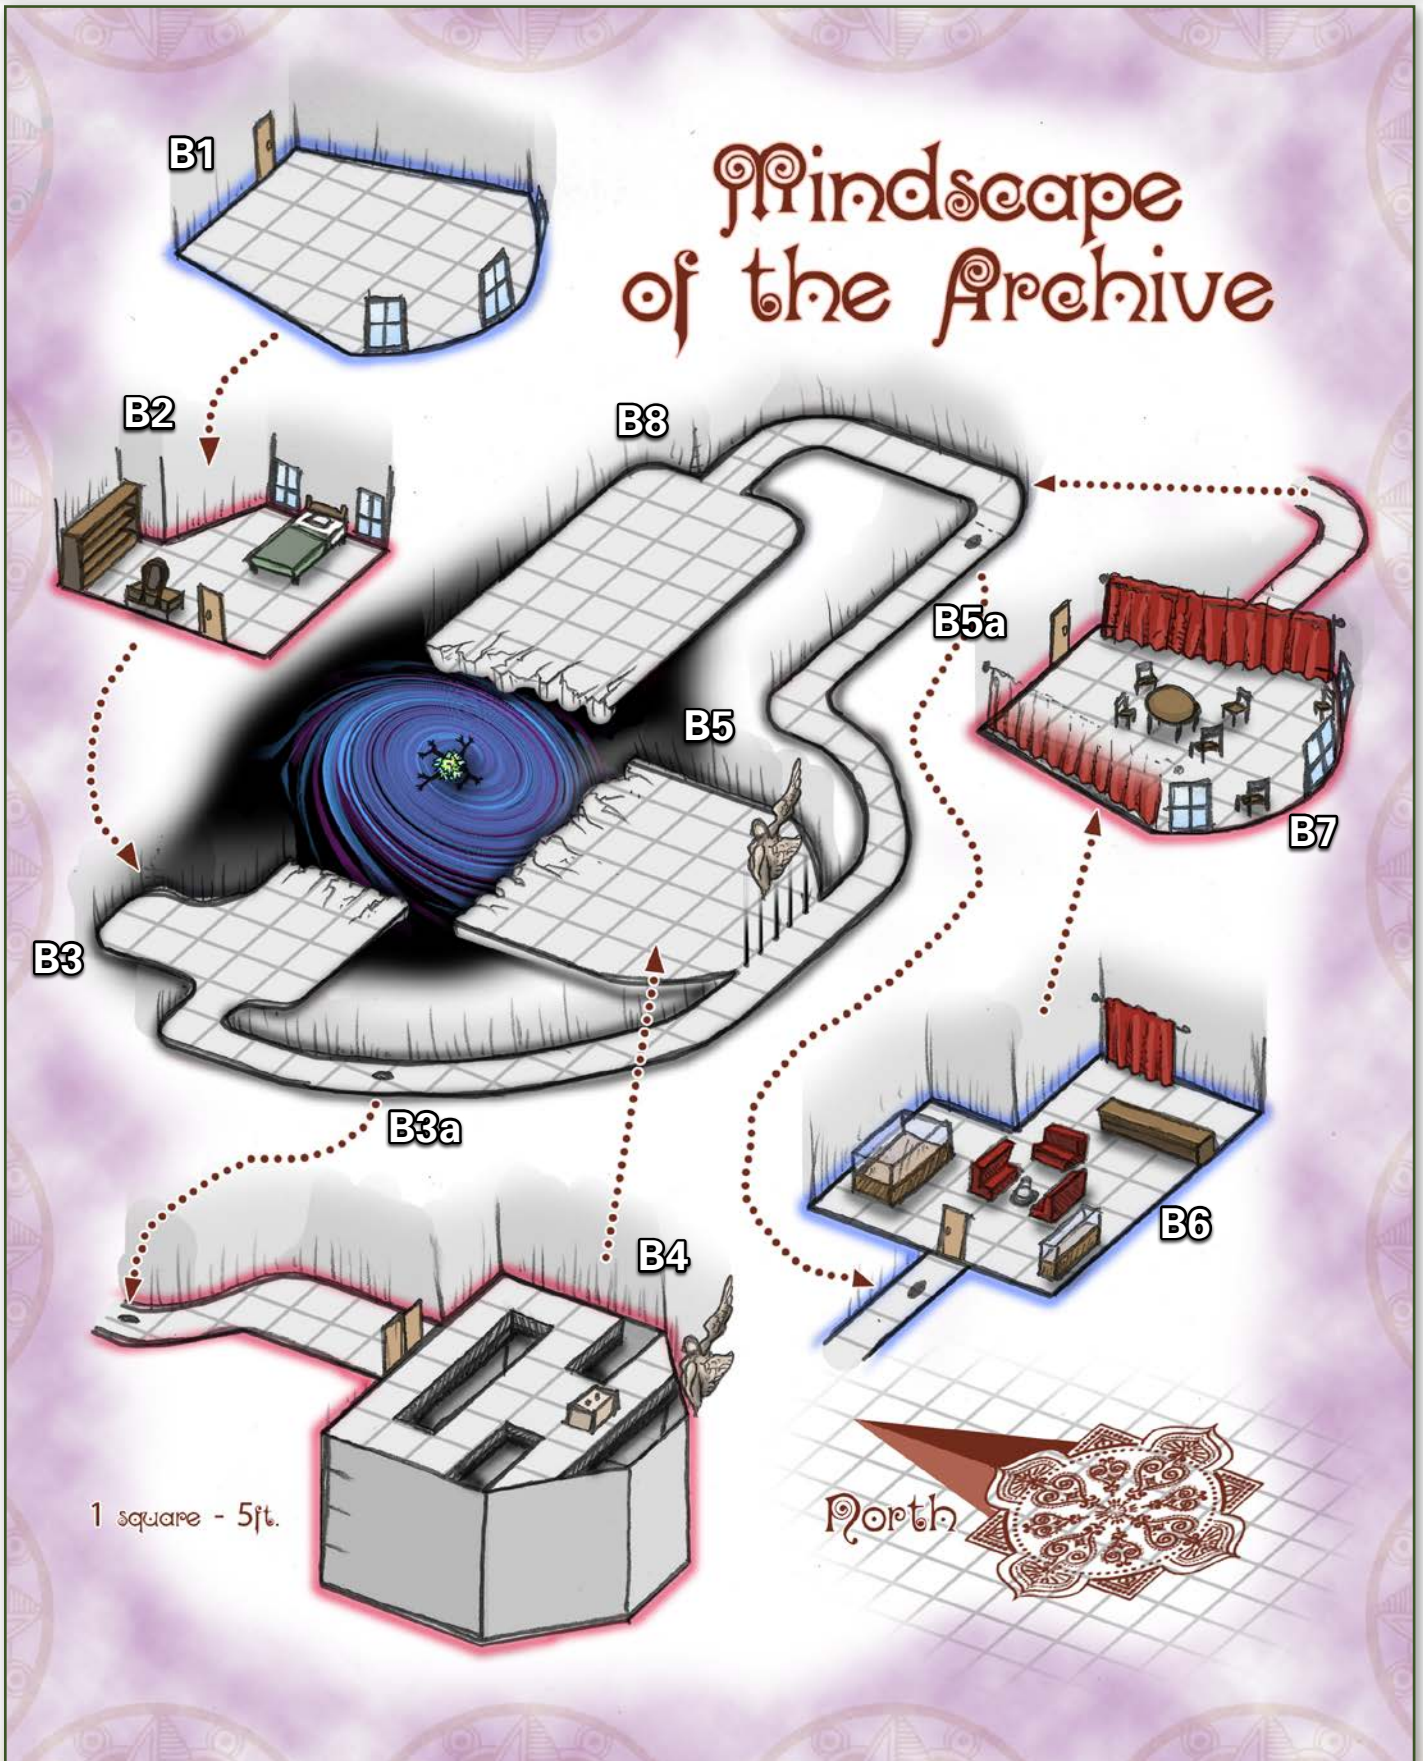 B1
Mindscape
of the Archive
B2
B8
B5a
B5
B7
B3
B3a
B6
B4
1 square - 5ft.
North